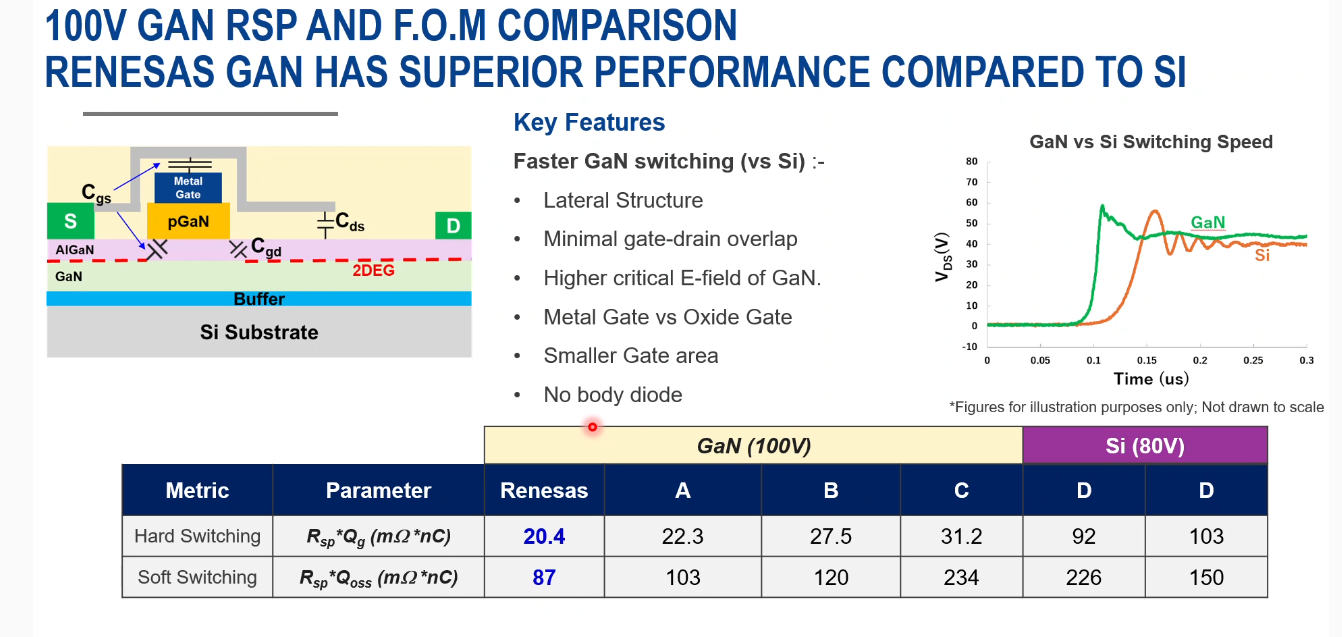 100V GAN RSP AND F.O.M COMPARISON
RENESAS GAN HAS SUPERIOR PERFORMANCE COMPARED TO SI
Cgs
Metal
Gate
S
pGaN
Cds
D
AlGaN
Cgd
2DEG
GaN
Buffer
Si Substrate
Key Features
Faster GaN switching (vs Si) :-
• Lateral Structure
• Minimal gate-drain overlap
• Higher critical E-field of GaN.
• Metal Gate vs Oxide Gate
• Smaller Gate area
• No body diode
GaN vs Si Switching Speed
80
70
60
50
40
30
20
10
0
-10
VDS(V)
GaN
Si
0 0.05 0.1 0.15 0.2 0.25 0.3
Time (us)
*Figures for illustration purposes only; Not drawn to scale
GaN (100V) Si (80V)
Metric Parameter Renesas A B C D D
Hard Switching Rsp*Qg (mΩ*nC) 20.4 22.3 27.5 31.2 92 103
Soft Switching Rsp*Qoss (mΩ*nC) 87 103 120 234 226 150